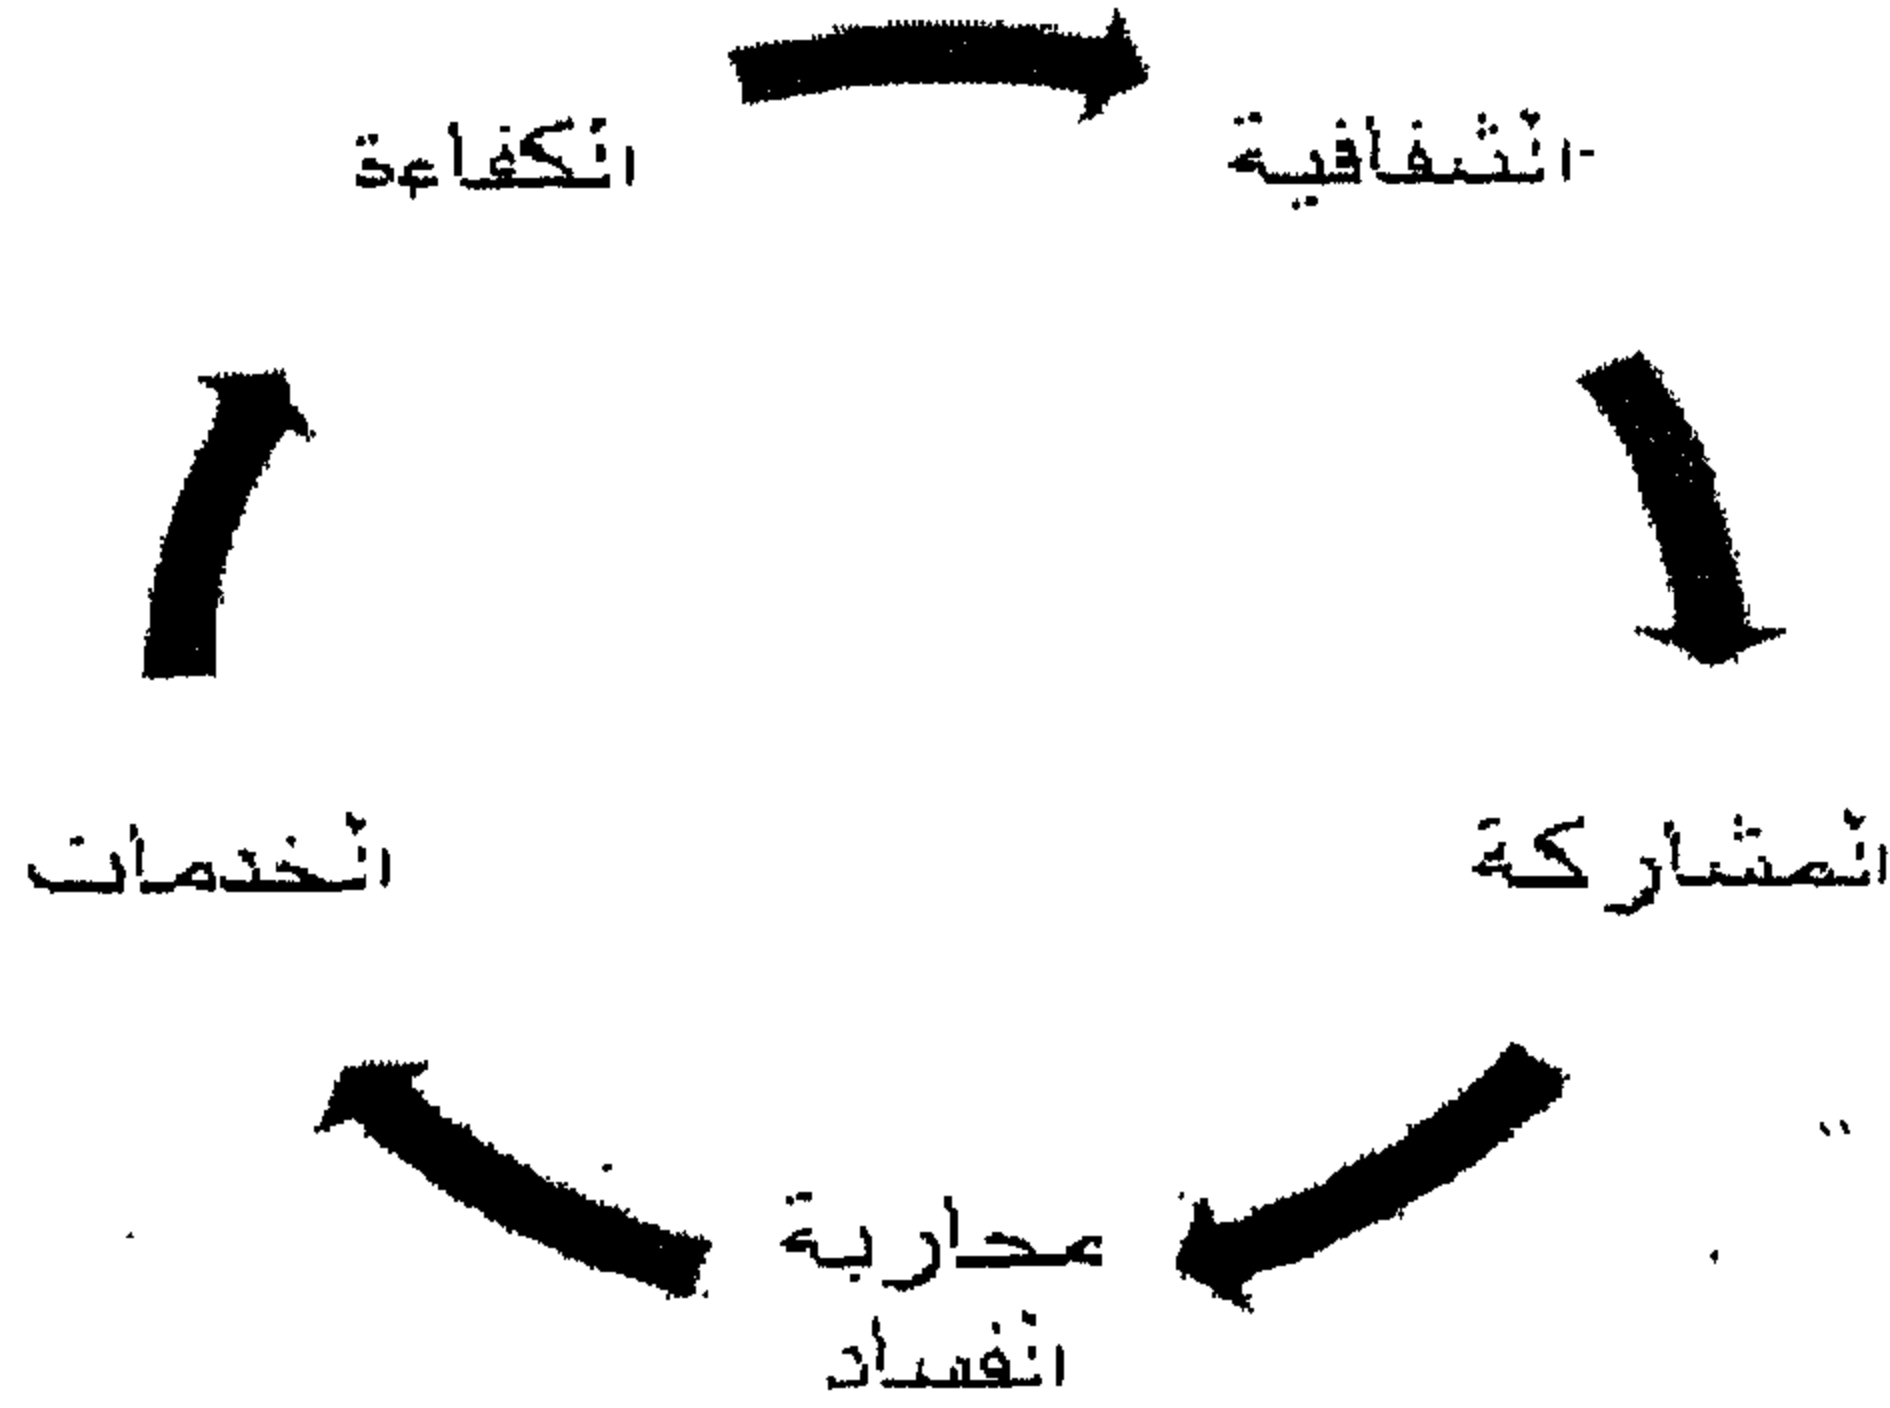 الشفافية
الكفاءة
المشاركة
الخدمات
محاربة
الفساد